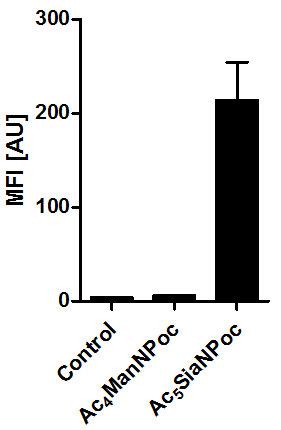 300
200
100
0
MFI [AU]
Control
Ac₄ManNPoc
Ac₅SiaNPoc